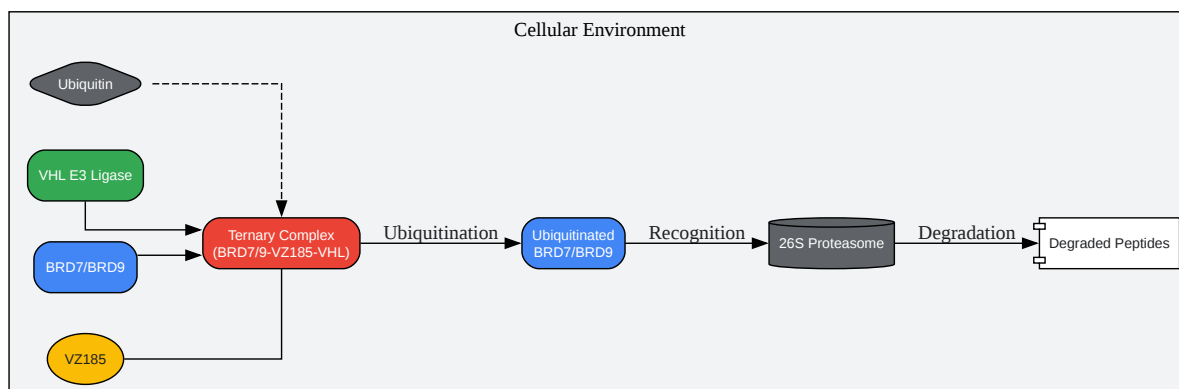 Cellular Environment
Ubiquitin
VHL E3 Ligase
BRD7/BRD9
VZ185
Ternary Complex
(BRD7/9-VZ185-VHL)
Ubiquitination
Ubiquitinated
BRD7/BRD9
Recognition
26S Proteasome
Degradation
Degraded Peptides